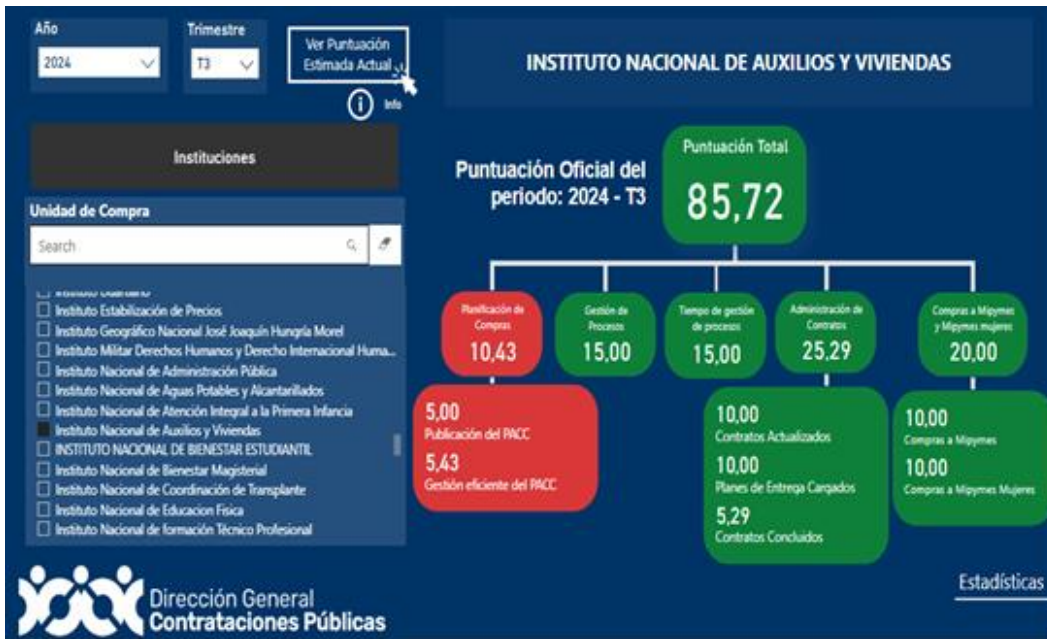 Año
2024
Trimestre
T3
Ver Puntuación
Estimada Actual
Info
INSTITUTO NACIONAL DE AUXILIOS Y VIVIENDAS
Instituciones
Unidad de Compra
Search
Instituto Estabilización de Precios
Instituto Geográfico Nacional José Joaquín Hungría Morel
Instituto Militar Derechos Humanos y Derecho Internacional Huma...
Instituto Nacional de Administración Pública
Instituto Nacional de Aguas Potables y Alcantarillados
Instituto Nacional de Atención Integral a la Primera Infancia
Instituto Nacional de Auxilios y Viviendas
INSTITUTO NACIONAL DE BIENESTAR ESTUDIANTIL
Instituto Nacional de Bienestar Magisterial
Instituto Nacional de Coordinación de Transplante
Instituto Nacional de Educacion Fisica
Instituto Nacional de formación Técnico Profesional
Puntuación Oficial del
periodo: 2024 - T3
Puntuación Total
85,72
Planificación de
Compras
10,43
Gestión de
Procesos
15,00
Tiempo de gestión
de procesos
15,00
Administración de
Contratos
25,29
Compras a Mipymes
y Mipymes mujeres
20,00
5,00
Publicación del PACC
5,43
Gestión eficiente del PACC
10,00
Contratos Actualizados
10,00
Planes de Entrega Cargados
5,29
Contratos Concluidos
10,00
Compras a Mipymes
10,00
Compras a Mipymes Mujeres
Dirección General
Contrataciones Públicas
Estadísticas